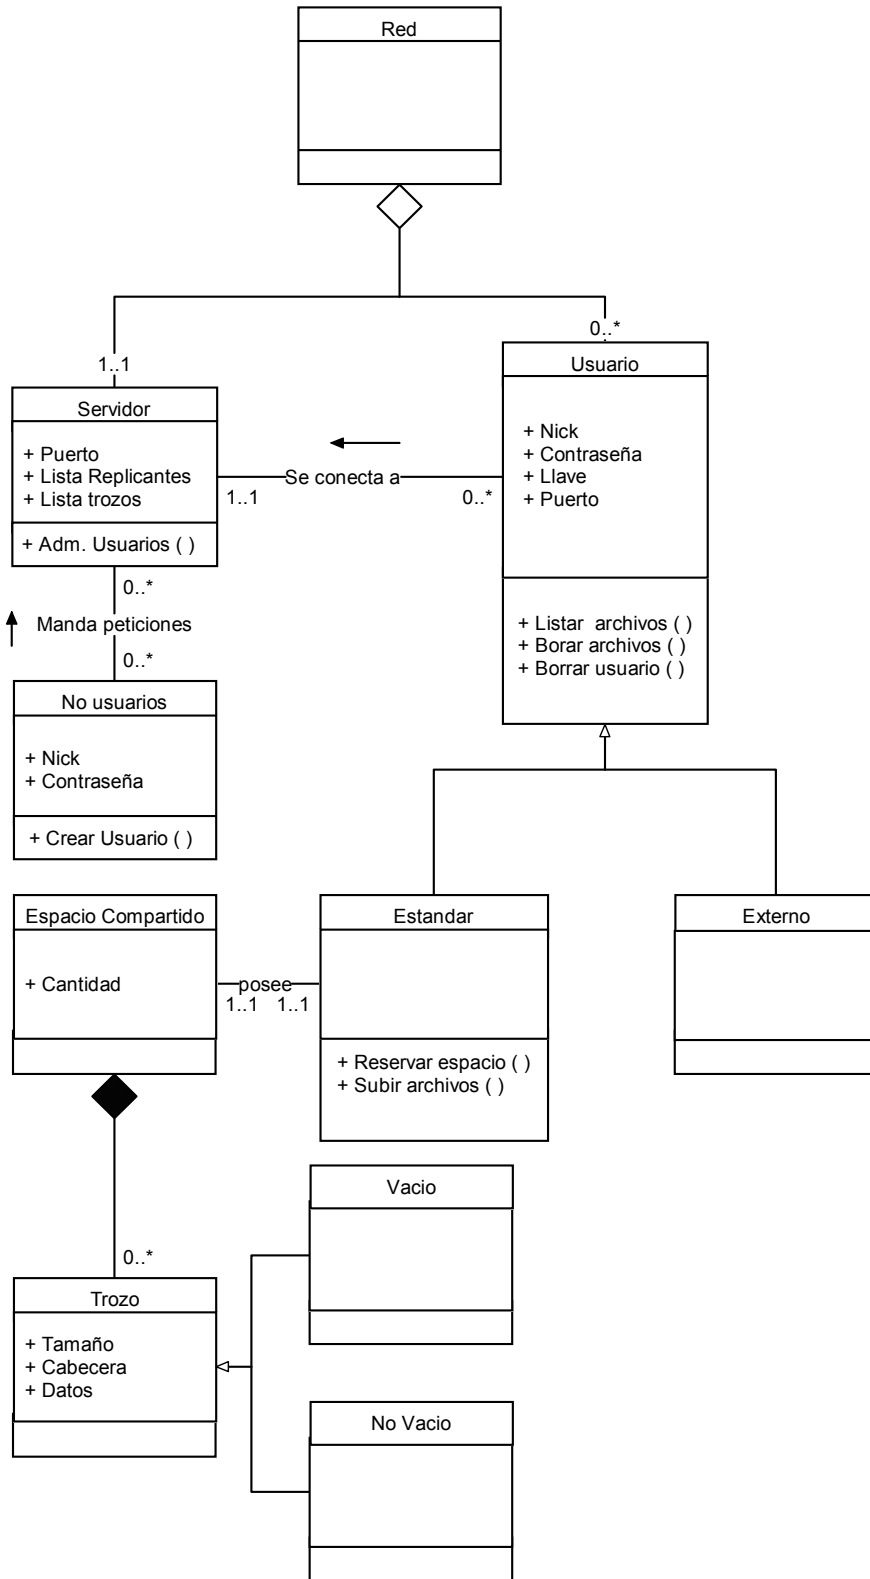 Red
0..*
1..1
Usuario
+ Nick
+ Contraseña
+ Llave
+ Puerto
+ Listar  archivos ( )
+ Borar archivos ( )
+ Borrar usuario ( )
Servidor
+ Puerto
+ Lista Replicantes
+ Lista trozos
+ Adm. Usuarios ( )
Se conecta a
1..1
0..*
0..*
Manda peticiones
0..*
No usuarios
+ Nick
+ Contraseña
+ Crear Usuario ( )
Espacio Compartido
+ Cantidad
posee
1..1
1..1
Estandar
+ Reservar espacio ( )
+ Subir archivos ( )
Externo
0..*
Trozo
+ Tamaño
+ Cabecera
+ Datos
Vacio
No Vacio